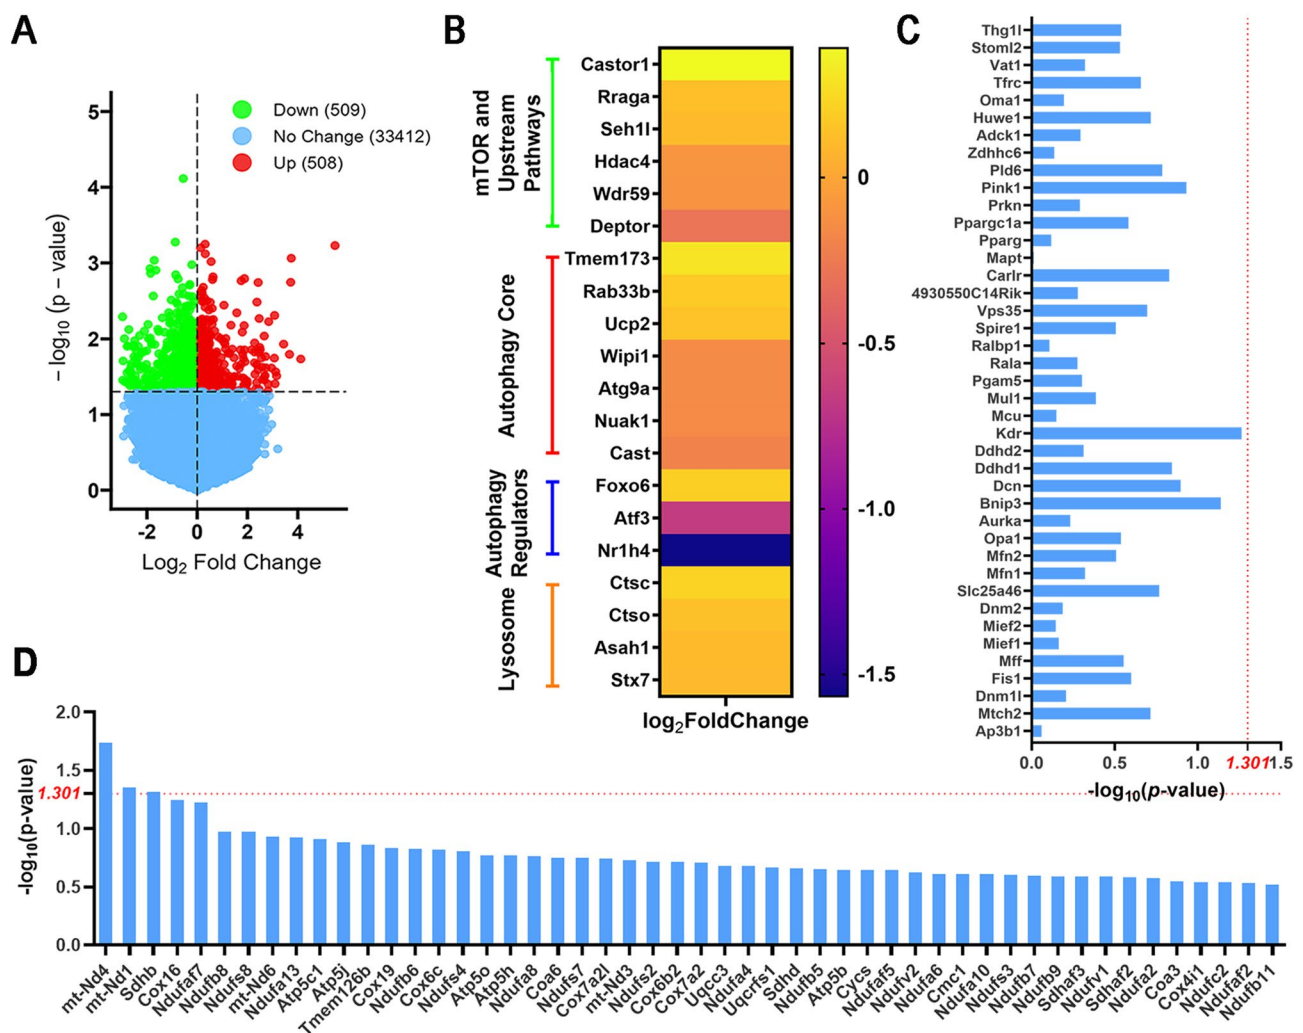 A
Down (509)
No Change (33412)
Up (508)
5
4
3
2
1
0
-2
0
2
4
− log10 (p − value)
Log2 Fold Change
B
mTOR and
Upstream
Pathways
Autophagy Core
Autophagy
Regulators
Lysosome
Castor1
Rraga
Seh1l
Hdac4
Wdr59
Deptor
Tmem173
Rab33b
Ucp2
Wipi1
Atg9a
Nuak1
Cast
Foxo6
Atf3
Nr1h4
Ctsc
Ctso
Asah1
Stx7
log2FoldChange
0
-0.5
-1.0
-1.5
C
Thg1l
Stoml2
Vat1
Tfrc
Oma1
Huwe1
Adck1
Zdhhc6
Pld6
Pink1
Prkn
Ppargc1a
Pparg
Mapt
Carlr
4930550C14Rik
Vps35
Spire1
Ralbp1
Rala
Pgam5
Mul1
Mcu
Kdr
Ddhd2
Ddhd1
Dcn
Bnip3
Aurka
Opa1
Mfn2
Mfn1
Slc25a46
Dnm2
Mief2
Mief1
Mff
Fis1
Dnm1l
Mtch2
Ap3b1
0.0
0.5
1.0
1.301
1.5
-log10(p-value)
D
-log10(p-value)
2.0
1.5
1.301
1.0
0.5
0.0
mt-Nd4
mt-Nd1
Sdhb
Cox16
Ndufaf7
Ndufb8
Ndufs8
mt-Nd6
Ndufa13
Atp5c1
Atp5j
Tmem126b
Cox19
Ndufb6
Cox6c
Ndufs4
Atp5o
Atp5h
Ndufa8
Coa6
Ndufs7
Cox7a2l
mt-Nd3
Ndufs2
Cox6b2
Cox7a2
Uqcc3
Ndufa4
Uqcrfs1
Sdhd
Ndufb5
Atp5b
Cycs
Ndufaf5
Ndufv2
Ndufa6
Cmc1
Ndufa10
Ndufs3
Ndufb7
Ndufb9
Sdhaf3
Ndufv1
Sdhaf2
Ndufa2
Coa3
Cox4i1
Ndufc2
Ndufaf2
Ndufb11